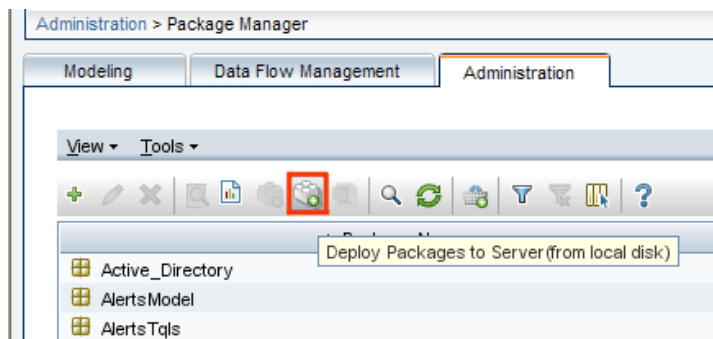 Administration > Package Manager
Modeling Data Flow Management Administration
View Tools
?
Deploy Packages to Server(from local disk)
Active_Directory
AlertsModel
AlertsTqls